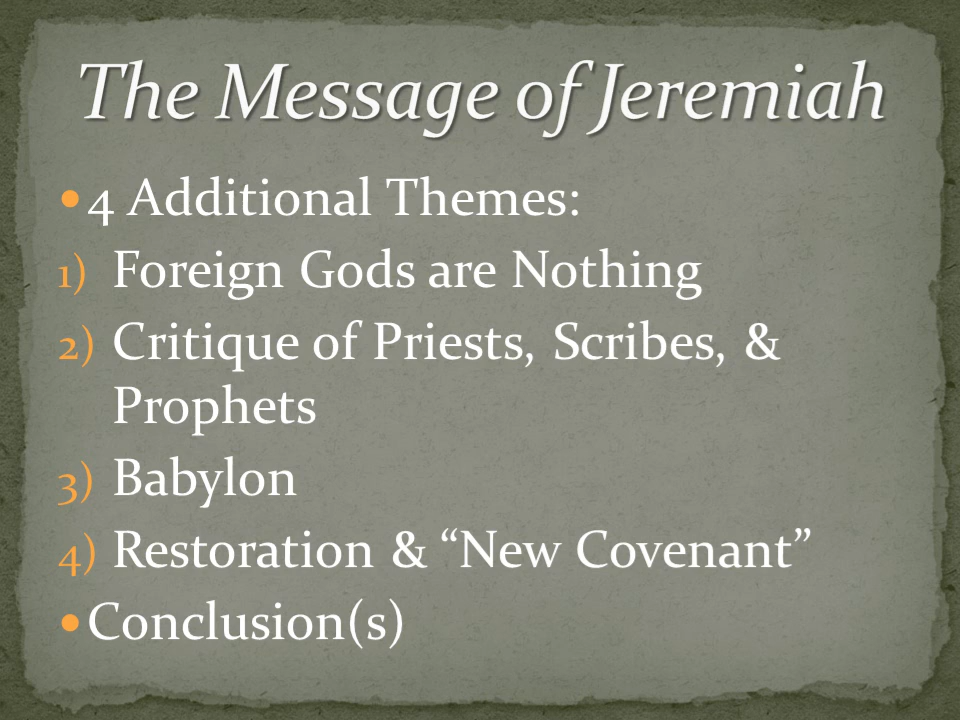 The Message of Jeremiah
• 4 Additional Themes:
1) Foreign Gods are Nothing
2) Critique of Priests, Scribes, &
Prophets
3) Babylon
4) Restoration & “New Covenant”
• Conclusion(s)